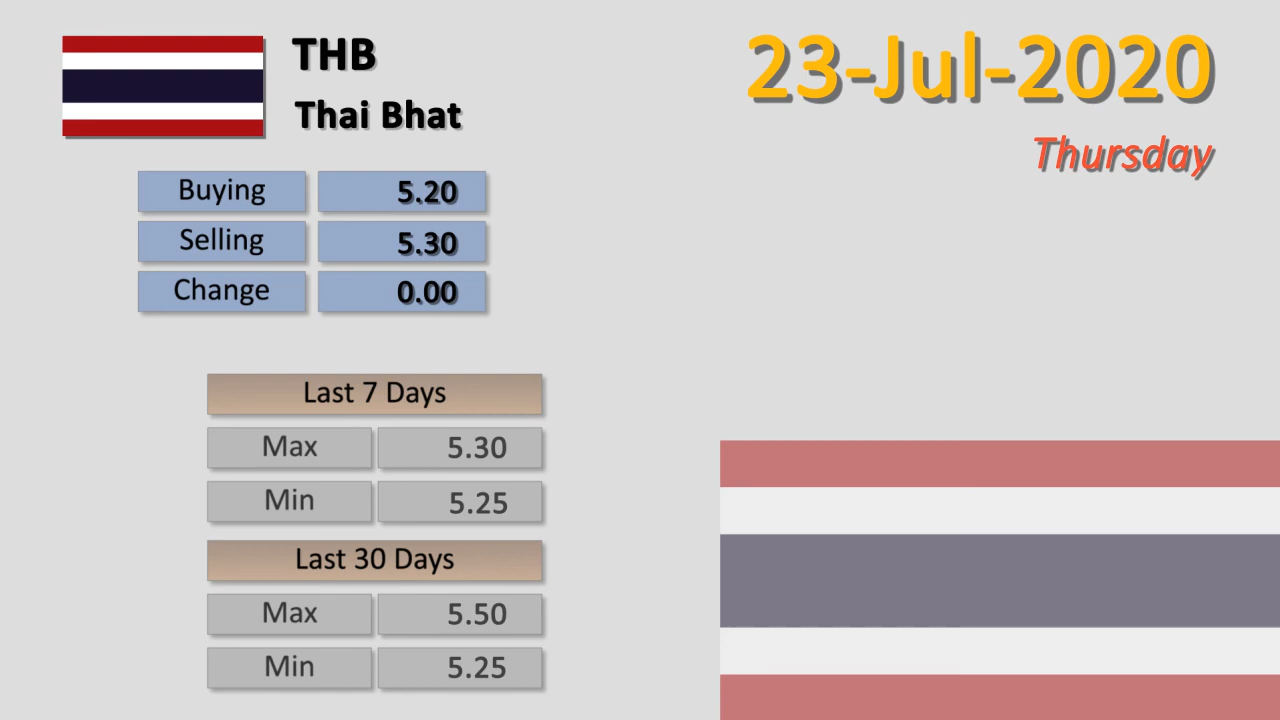 THB
Thai Bhat
23-Jul-2020
Thursday
Buying 5.20
Selling 5.30
Change 0.00
Last 7 Days
Max 5.30
Min 5.25
Last 30 Days
Max 5.50
Min 5.25